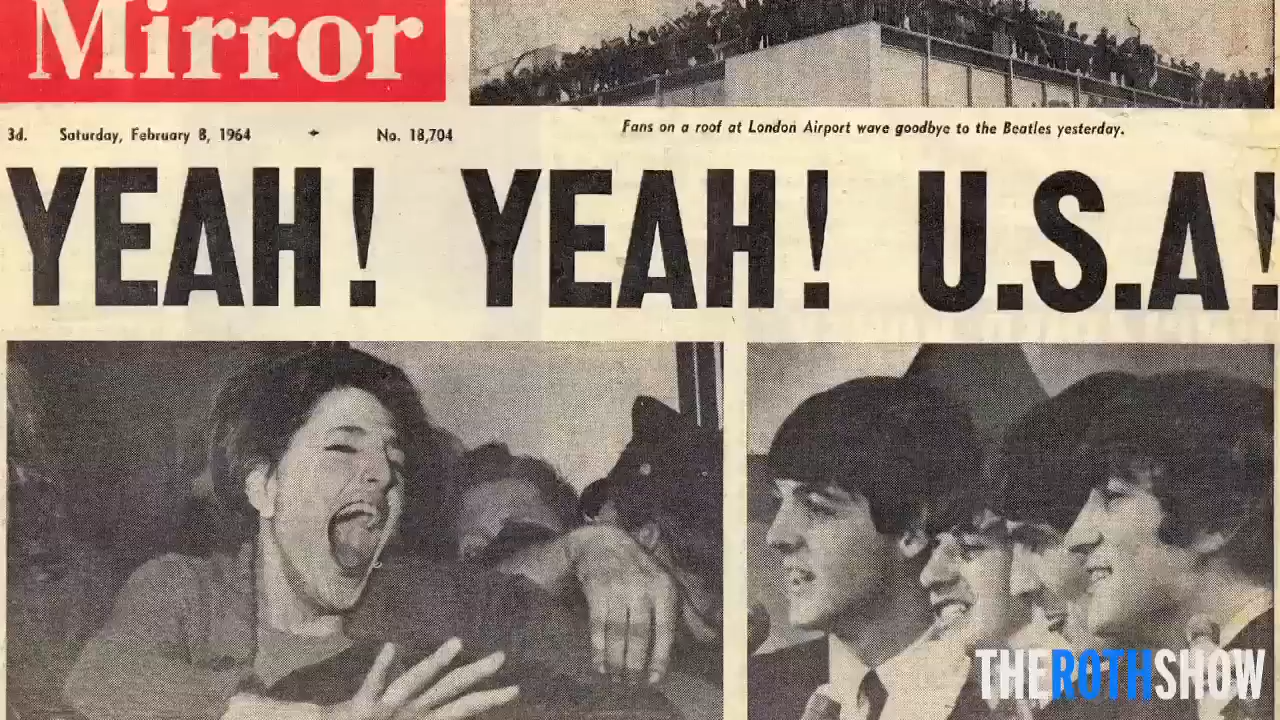 Mirror
3d. Saturday, February 8, 1964 No. 18,704
Fans on a roof at London Airport wave goodbye to the Beatles yesterday.
YEAH! YEAH! U.S.A!
THEROTHSHOW